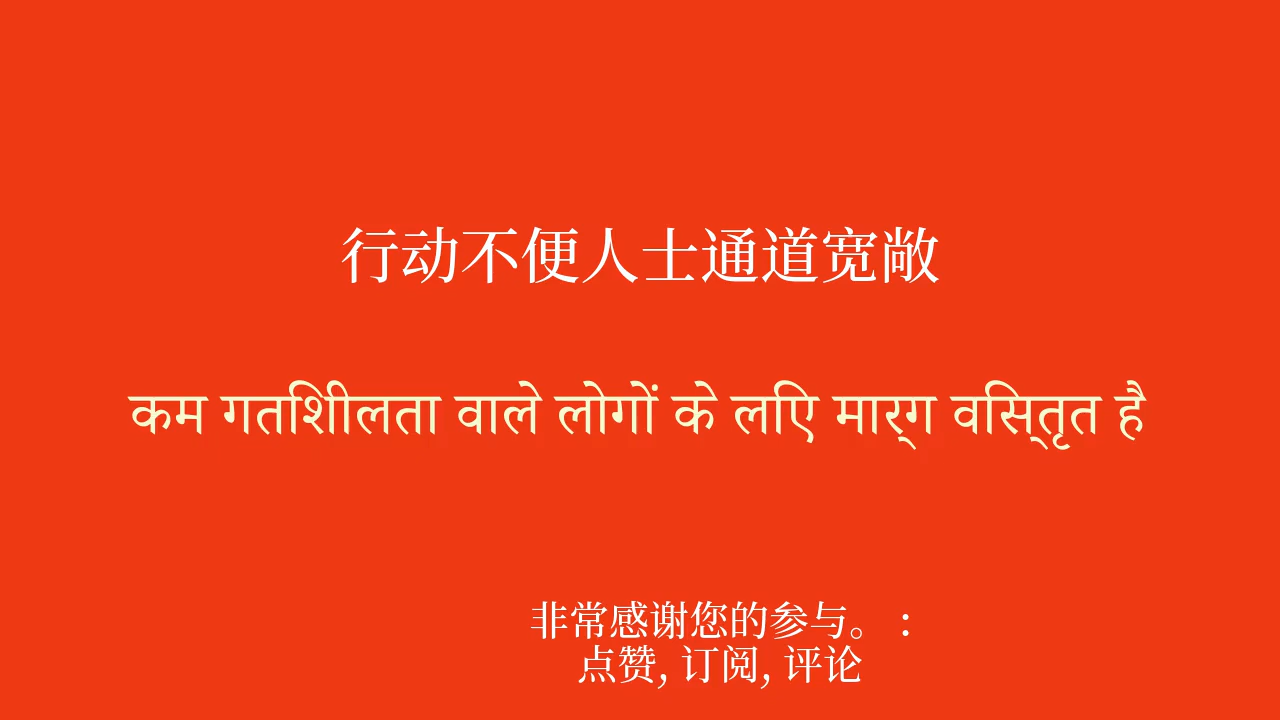 行动不便人士通道宽敞
कम गतिशीलता वाले लोगों के लिए मार्ग विस्तृत है
非常感谢您的参与。 :
点赞, 订阅, 评论